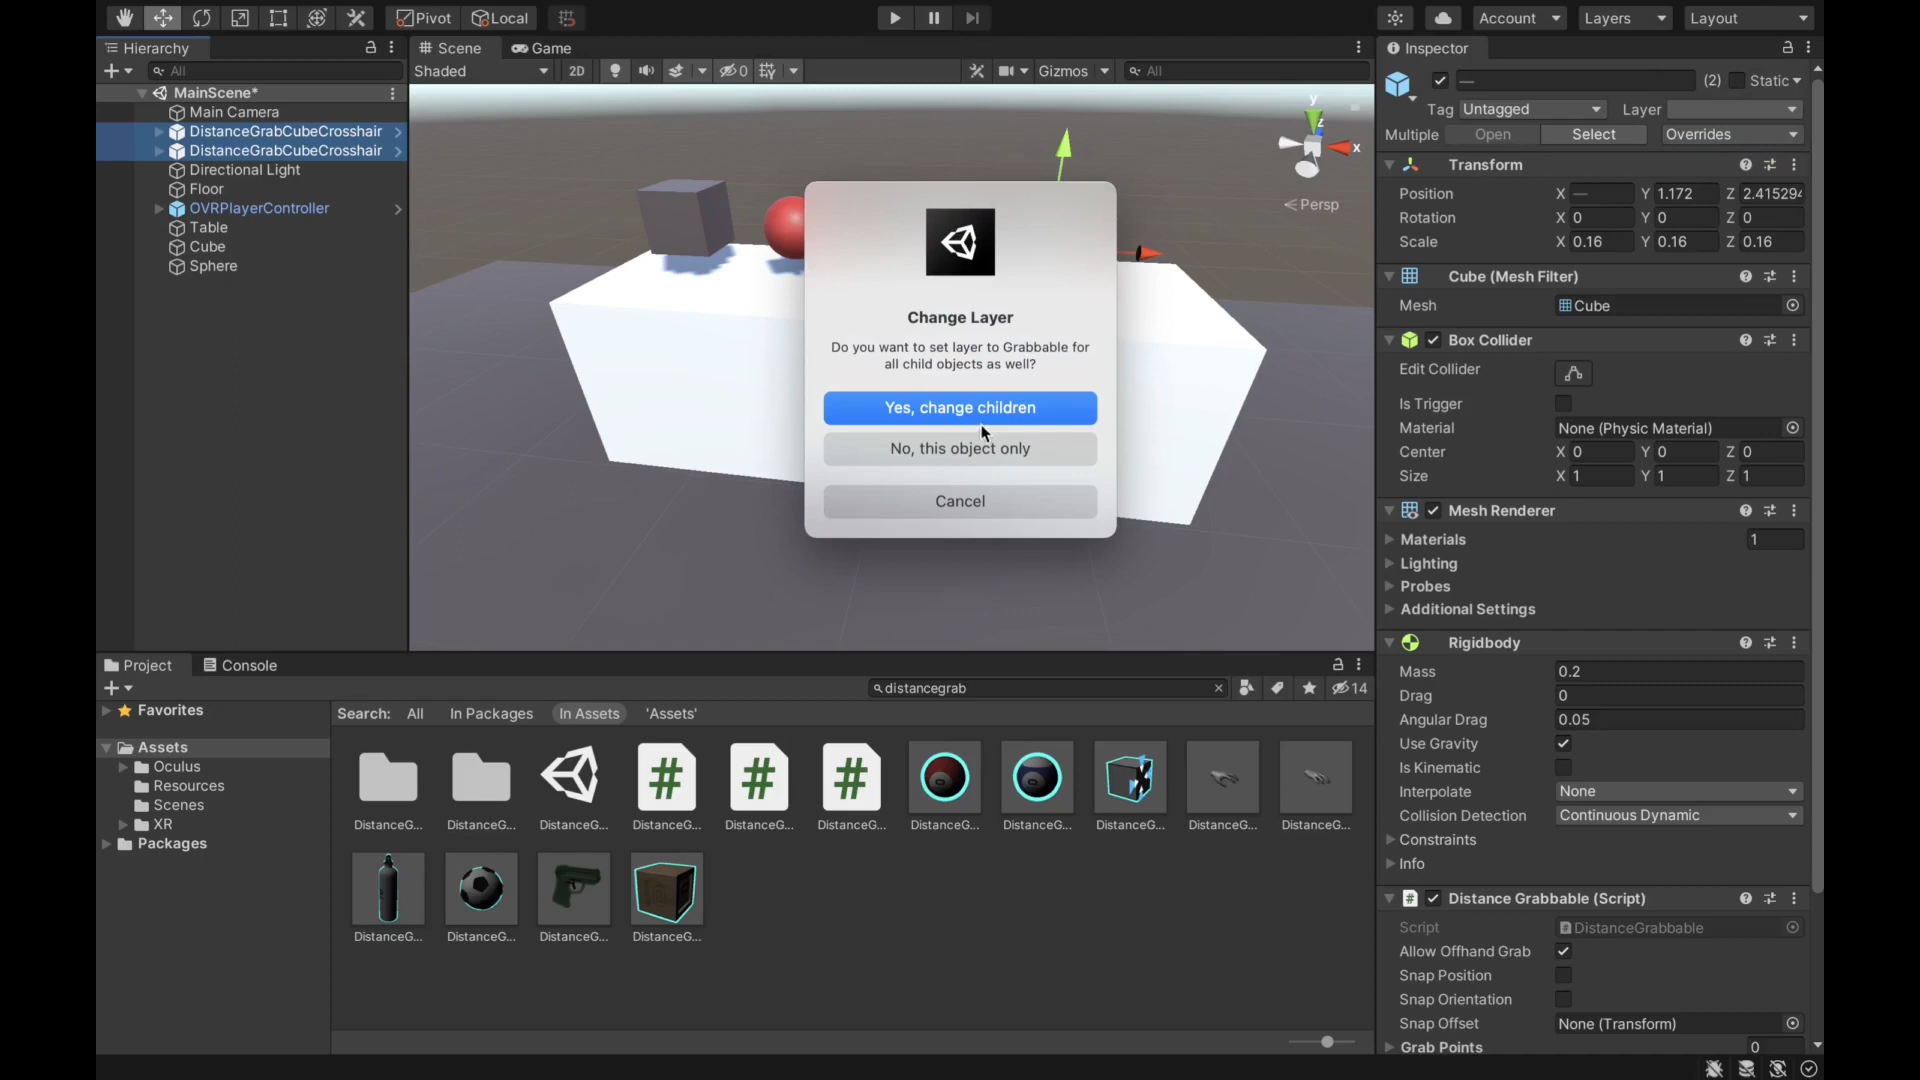 Pivot Local Account Layers Layout
Hierarchy Scene Game Inspector
All Shaded 2D 0 Gizmos All
— (2) Static
MainScene*
Main Camera
DistanceGrabCubeCrosshair
DistanceGrabCubeCrosshair
Directional Light
Floor
OVRPlayerController
Table
Cube
Sphere
y
z
x
Persp
Change Layer
Do you want to set layer to Grabbable for
all child objects as well?
Yes, change children
No, this object only
Cancel
Tag Untagged Layer
Multiple Open Select Overrides
Transform
Position X — Y 1.172 Z 2.415294
Rotation X 0 Y 0 Z 0
Scale X 0.16 Y 0.16 Z 0.16
Cube (Mesh Filter)
Mesh Cube
Box Collider
Edit Collider
Is Trigger
Material None (Physic Material)
Center X 0 Y 0 Z 0
Size X 1 Y 1 Z 1
Mesh Renderer
Materials 1
Lighting
Probes
Additional Settings
Rigidbody
Mass 0.2
Drag 0
Angular Drag 0.05
Use Gravity
Is Kinematic
Interpolate None
Collision Detection Continuous Dynamic
Constraints
Info
Distance Grabbable (Script)
Script DistanceGrabbable
Allow Offhand Grab
Snap Position
Snap Orientation
Snap Offset None (Transform)
Grab Points 0
Project Console
distancegrab 14
Favorites
Assets
Oculus
Resources
Scenes
XR
Packages
Search: All In Packages In Assets 'Assets'
DistanceG... DistanceG... DistanceG... DistanceG... DistanceG... DistanceG... DistanceG... DistanceG... DistanceG... DistanceG... DistanceG...
DistanceG... DistanceG... DistanceG... DistanceG...